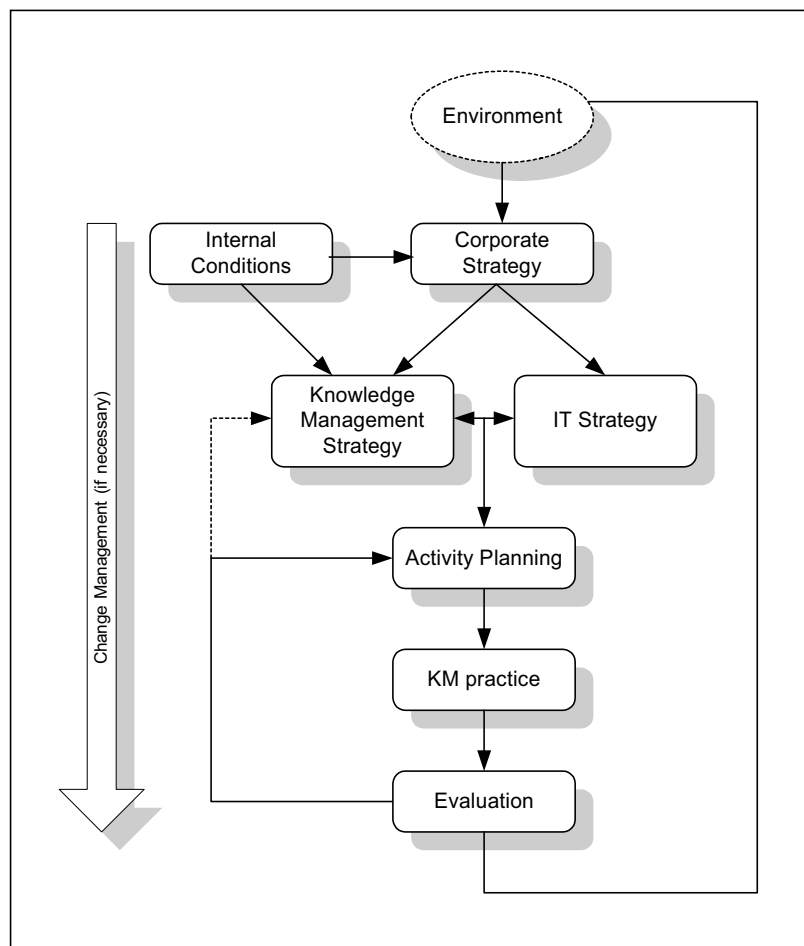 Environment
Internal
Conditions
Corporate
Strategy
Knowledge
Management
Strategy
IT Strategy
Change Management (if necessary)
Activity Planning
KM practice
Evaluation